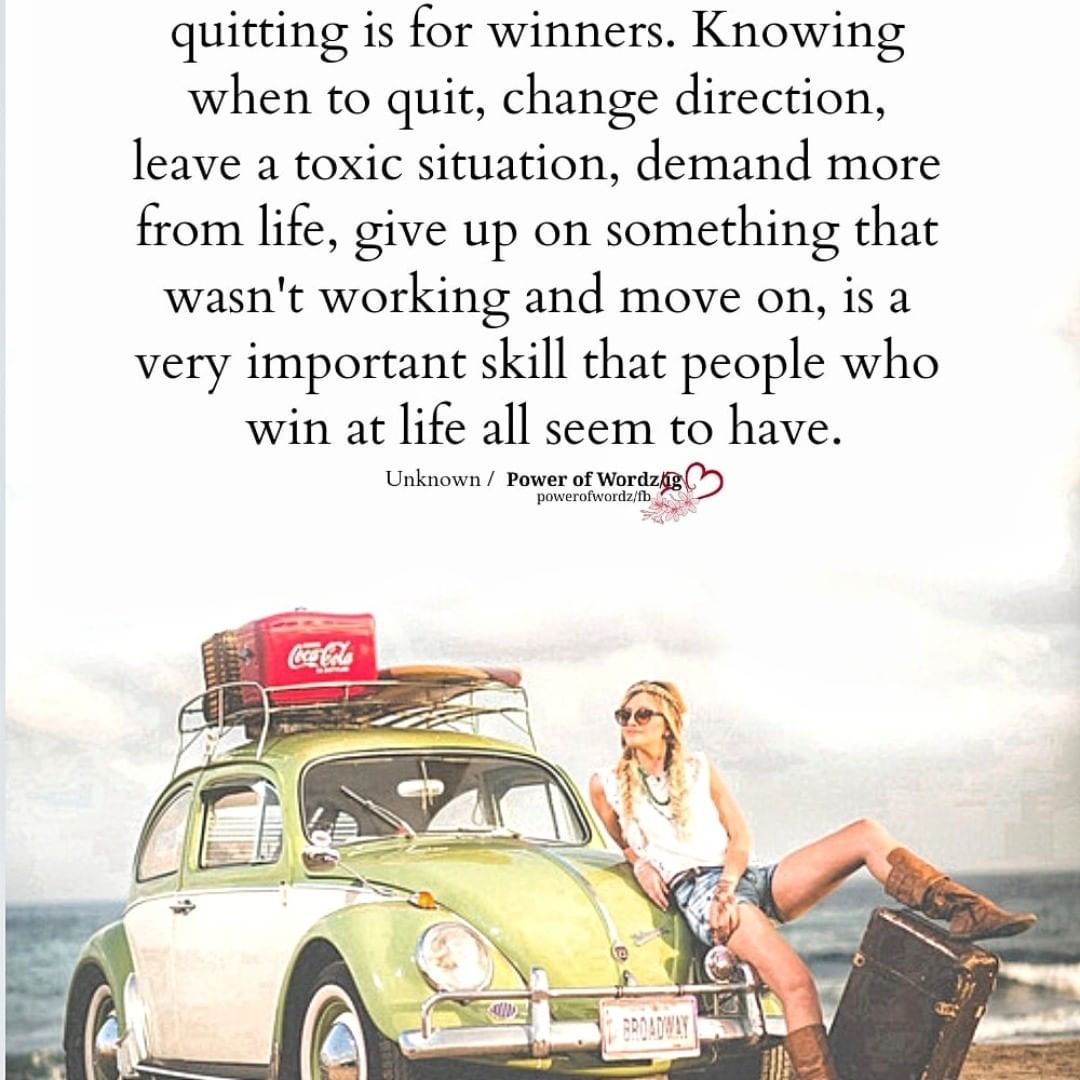 quitting is for winners. Knowing
when to quit, change direction,
leave a toxic situation, demand more
from life, give up on something that
wasn't working and move on, is a
very important skill that people who
win at life all seem to have.
Unknown / Power of Wordz/ig
powerofwordz/fb
Coca-Cola
BROADWAY